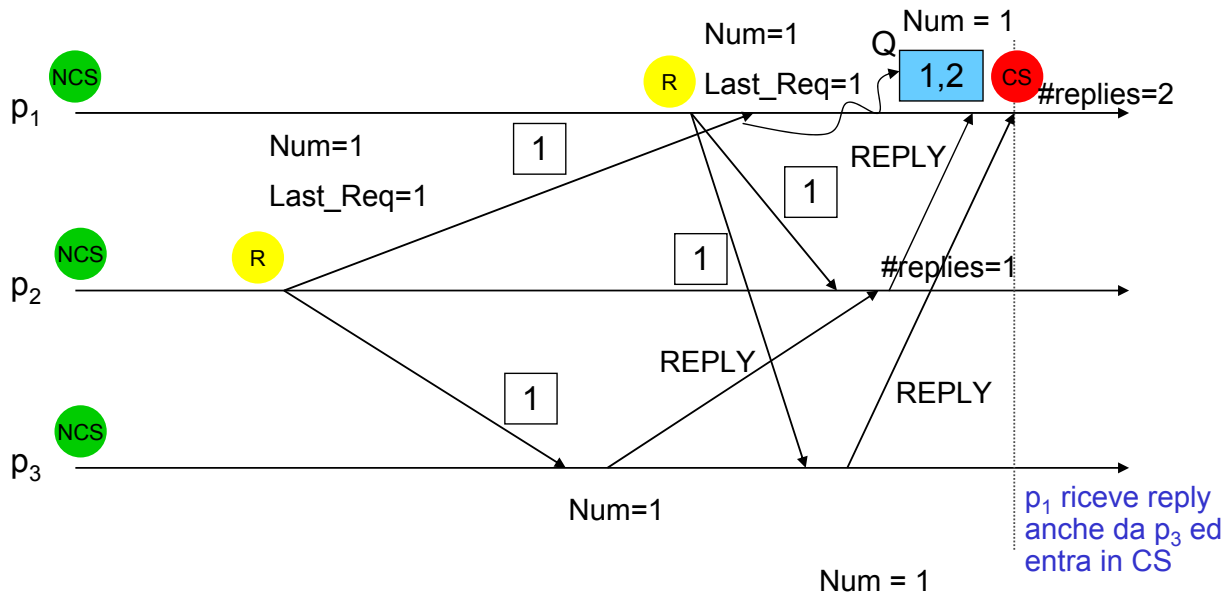 Num=1
Num = 1
Q
NCS
R
Last_Req=1
1,2
CS
#replies=2
p1
Num=1
1
REPLY
Last_Req=1
1
NCS
R
1
#replies=1
p2
REPLY
1
REPLY
NCS
p3
Num=1
p1 riceve reply
anche da p3 ed
entra in CS
Num = 1